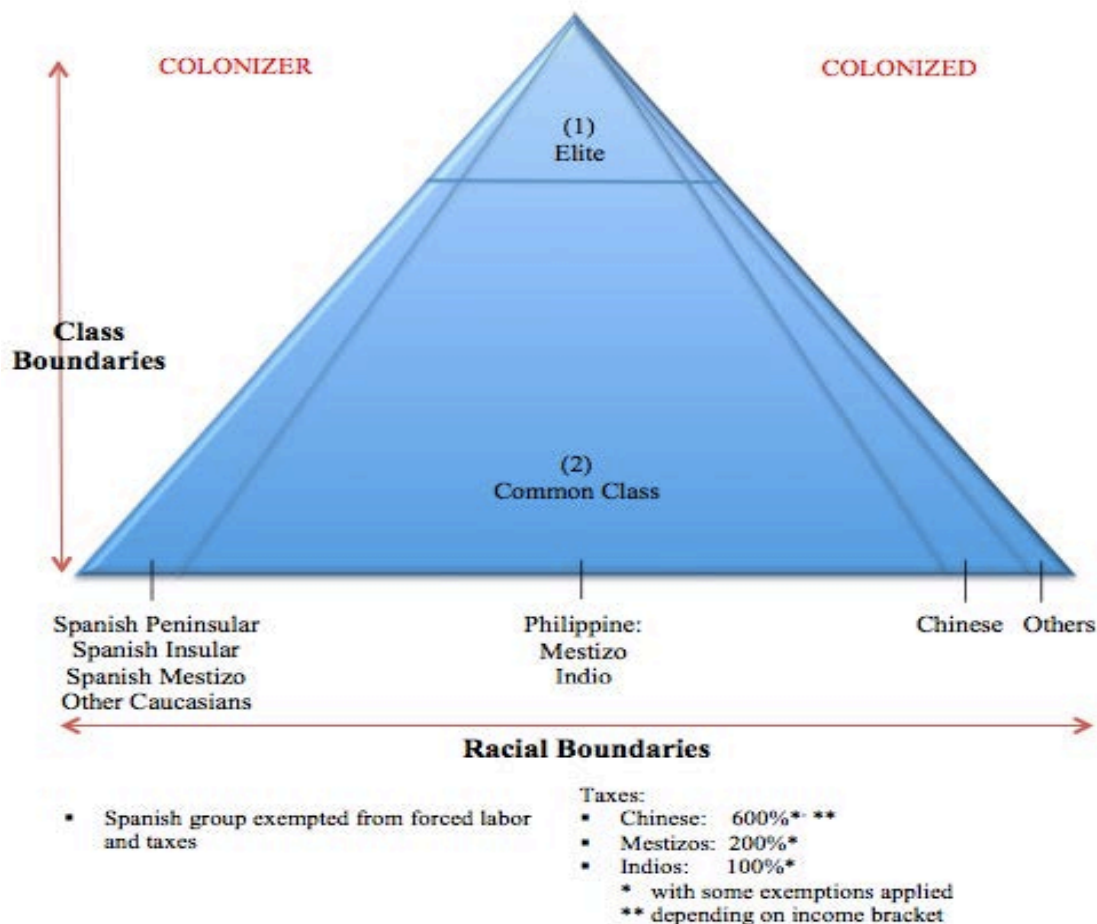 COLONIZER
COLONIZED
(1)
Elite
Class
Boundaries
(2)
Common Class
Spanish Peninsular
Spanish Insular
Spanish Mestizo
Other Caucasians
Philippine:
Mestizo
Indio
Chinese
Others
Racial Boundaries
▪ Spanish group exempted from forced labor
and taxes
Taxes:
▪ Chinese: 600%*, **
▪ Mestizos: 200%*
▪ Indios: 100%*
* with some exemptions applied
** depending on income bracket